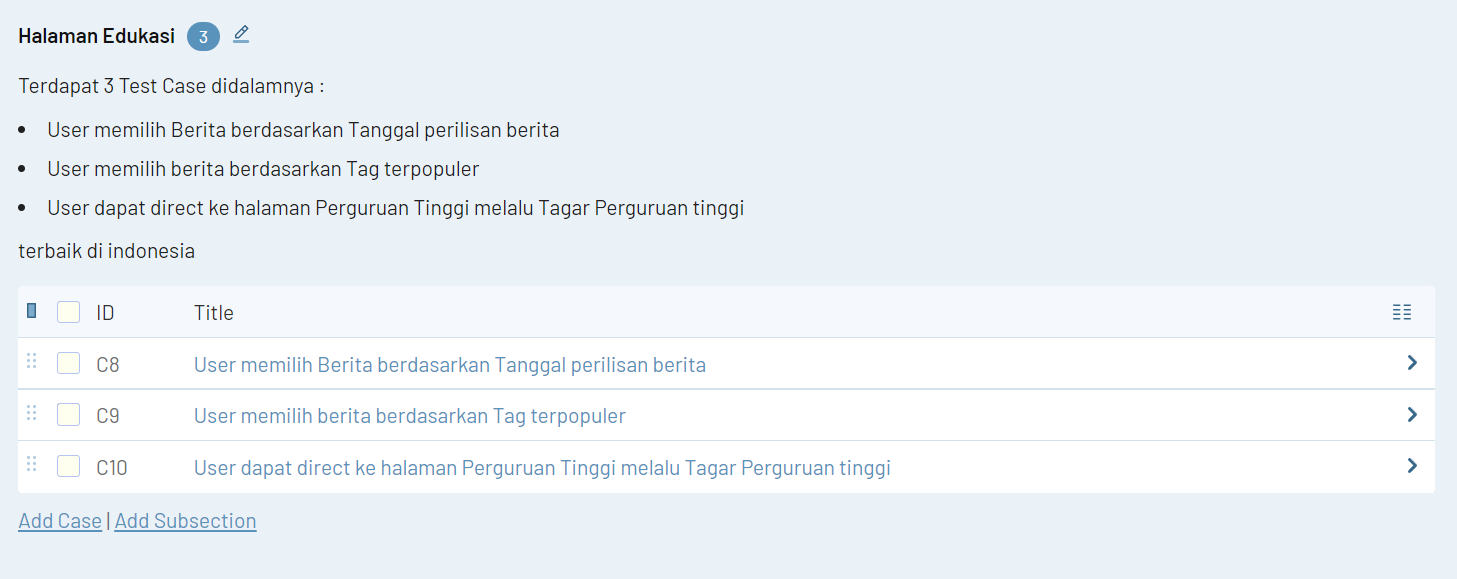 Halaman Edukasi 3
Terdapat 3 Test Case didalamnya :
• User memilih Berita berdasarkan Tanggal perilisan berita
• User memilih berita berdasarkan Tag terpopuler
• User dapat direct ke halaman Perguruan Tinggi melalu Tagar Perguruan tinggi
terbaik di indonesia
ID Title
C8 User memilih Berita berdasarkan Tanggal perilisan berita
C9 User memilih berita berdasarkan Tag terpopuler
C10 User dapat direct ke halaman Perguruan Tinggi melalu Tagar Perguruan tinggi
Add Case | Add Subsection